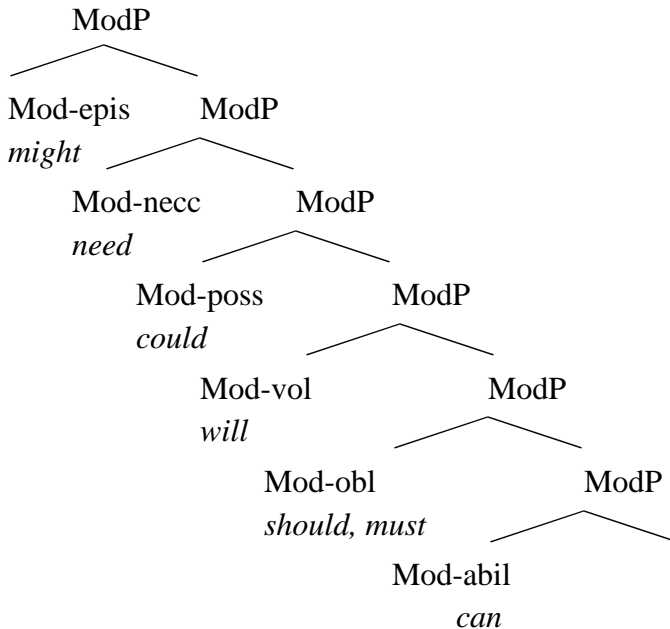 ModP
Mod-epis ModP
might
Mod-necc ModP
need
Mod-poss ModP
could
Mod-vol ModP
will
Mod-obl ModP
should, must
Mod-abil
can